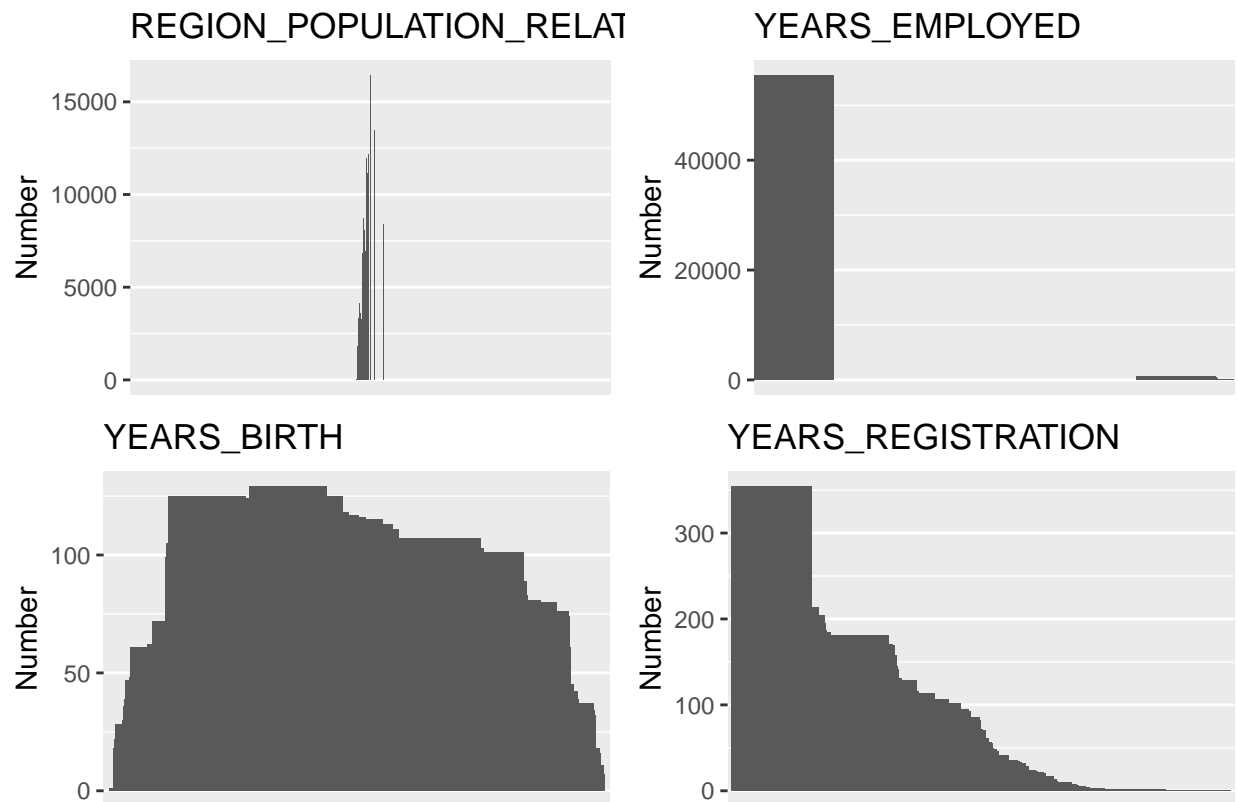 REGION_POPULATION_RELAT
Number
15000
10000
5000
0
YEARS_EMPLOYED
Number
40000
20000
0
YEARS_BIRTH
Number
100
50
0
YEARS_REGISTRATION
Number
300
200
100
0